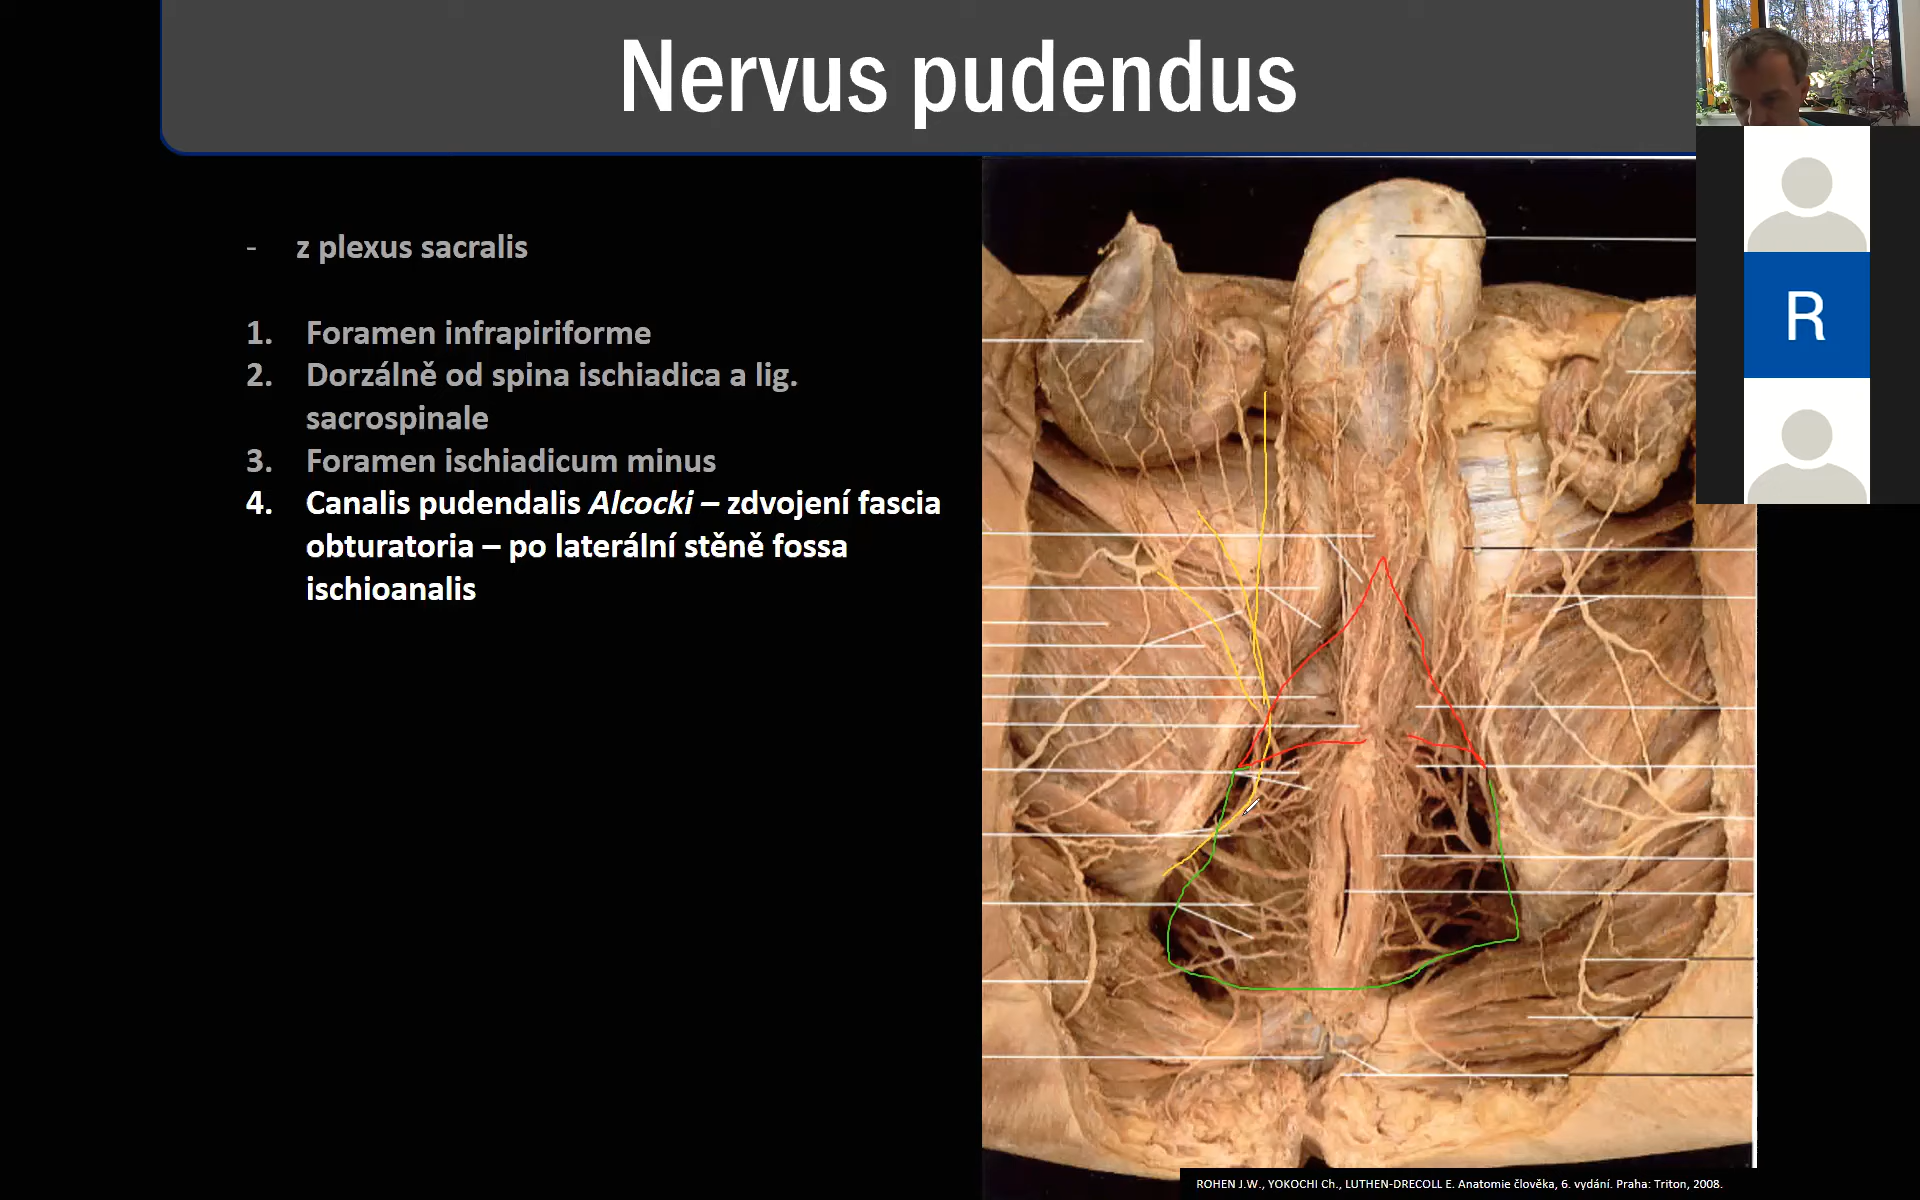 Nervus pudendus
- z plexus sacralis
1. Foramen infrapiriforme
2. Dorzálně od spina ischiadica a lig.
sacrospinale
3. Foramen ischiadicum minus
4. Canalis pudendalis Alcocki – zdvojení fascia
obturatoria – po laterální stěně fossa
ischioanalis
R
ROHEN J.W., YOKOCHI Ch., LUTHEN-DRECOLL E. Anatomie člověka, 6. vydání. Praha: Triton, 2008.